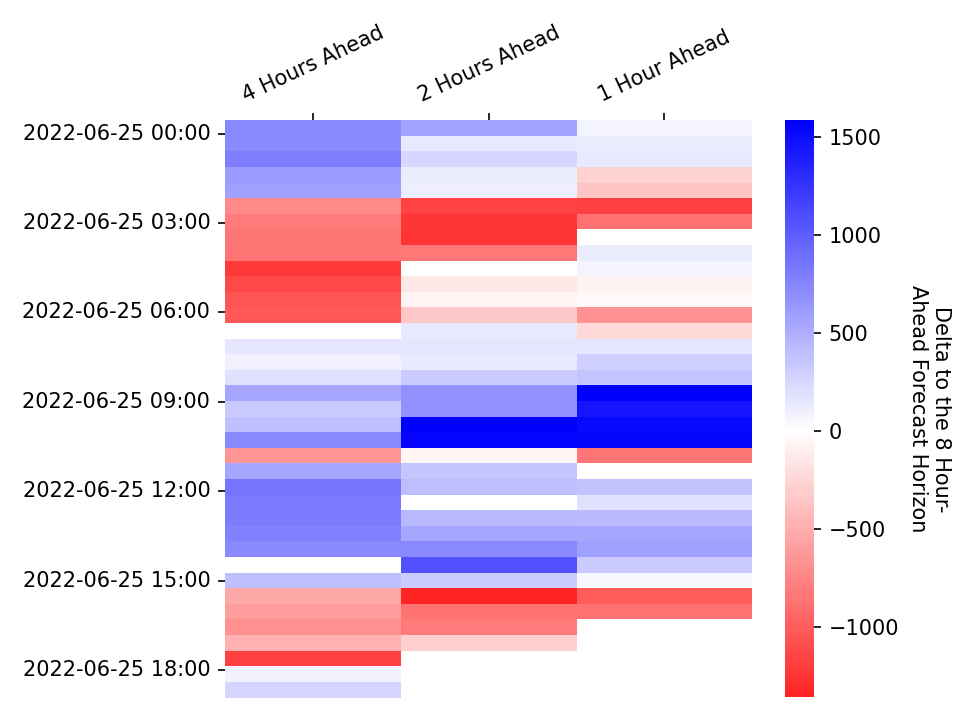 4 Hours Ahead
2 Hours Ahead
1 Hour Ahead
2022-06-25 00:00
2022-06-25 03:00
2022-06-25 06:00
2022-06-25 09:00
2022-06-25 12:00
2022-06-25 15:00
2022-06-25 18:00
1500
1000
500
0
−500
−1000
Delta to the 8 Hour-
Ahead Forecast Horizon